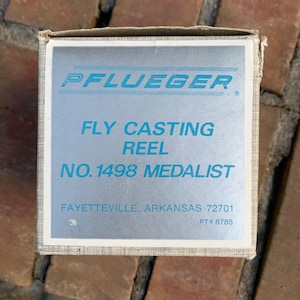 PFLUEGER®
FLY CASTING
REEL
NO. 1498 MEDALIST
FAYETTEVILLE, ARKANSAS 72701
PT# 8785